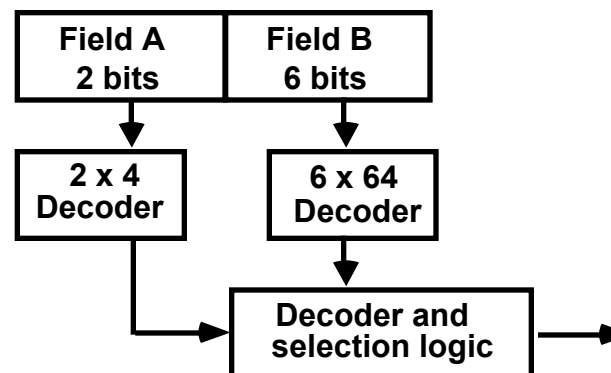 Field A
2 bits
Field B
6 bits
2 x 4
Decoder
6 x 64
Decoder
Decoder and
selection logic